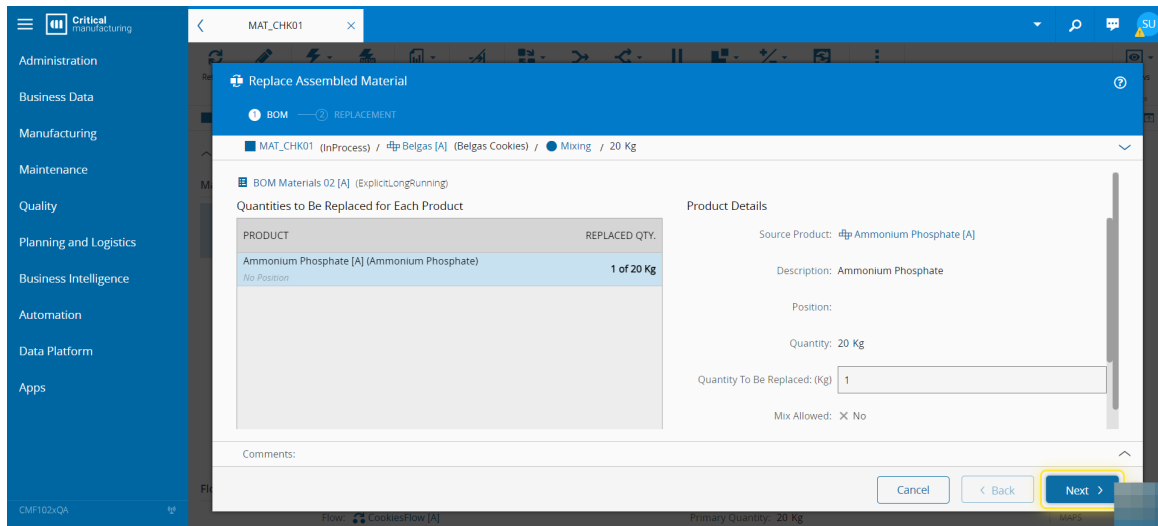 Critical
manufacturing
MAT_CHK01
SU
Administration
Business Data
Manufacturing
Maintenance
Quality
Planning and Logistics
Business Intelligence
Automation
Data Platform
Apps
CMF102xQA
Replace Assembled Material
1 BOM 2 REPLACEMENT
MAT_CHK01 (InProcess) / Belgas [A] (Belgas Cookies) / Mixing / 20 Kg
BOM Materials 02 [A] (ExplicitLongRunning)
Quantities to Be Replaced for Each Product
PRODUCT REPLACED QTY.
Ammonium Phosphate [A] (Ammonium Phosphate) 1 of 20 Kg
No Position
Product Details
Source Product: Ammonium Phosphate [A]
Description: Ammonium Phosphate
Position:
Quantity: 20 Kg
Quantity To Be Replaced: (Kg) 1
Mix Allowed: No
Comments:
Cancel Back Next
Flow: CookiesFlow [A] Primary Quantity: 20 Kg MAPS